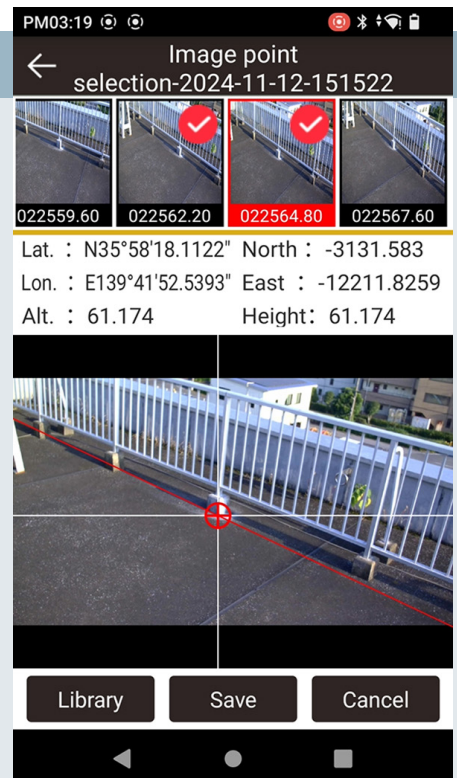 PM03:19
Image point
selection-2024-11-12-151522
022559.60 022562.20 022564.80 022567.60
Lat. : N35°58'18.1122" North : -3131.583
Lon. : E139°41'52.5393" East : -12211.8259
Alt. : 61.174 Height: 61.174
Library Save Cancel